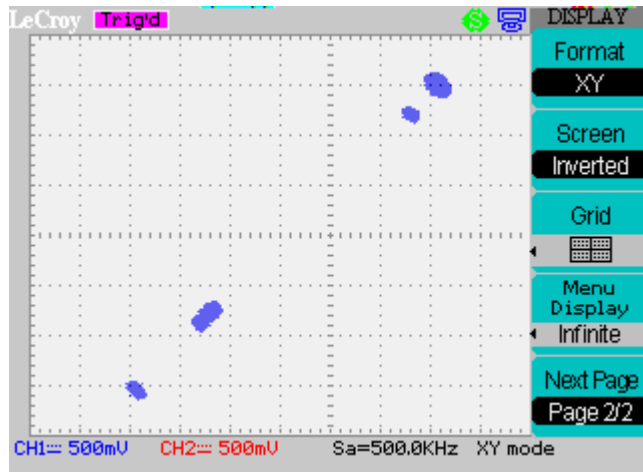 LeCroy Trig'd S DISPLAY
Format
XY
Screen
Inverted
Grid
Menu
Display
Infinite
Next Page
Page 2/2
CH1 500mV CH2 500mV Sa=500.0KHz XY mode